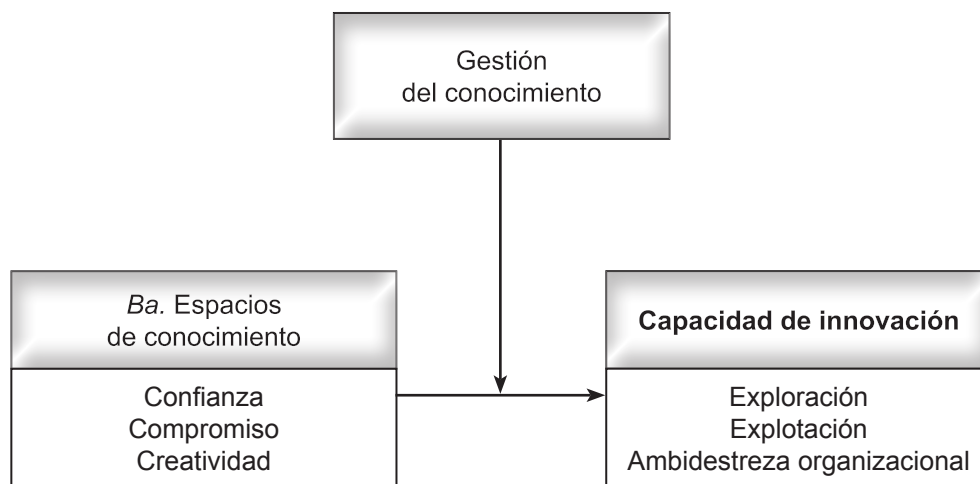 Gestión
del conocimiento
Ba. Espacios
de conocimiento
Confianza
Compromiso
Creatividad
Capacidad de innovación
Exploración
Explotación
Ambidestreza organizacional